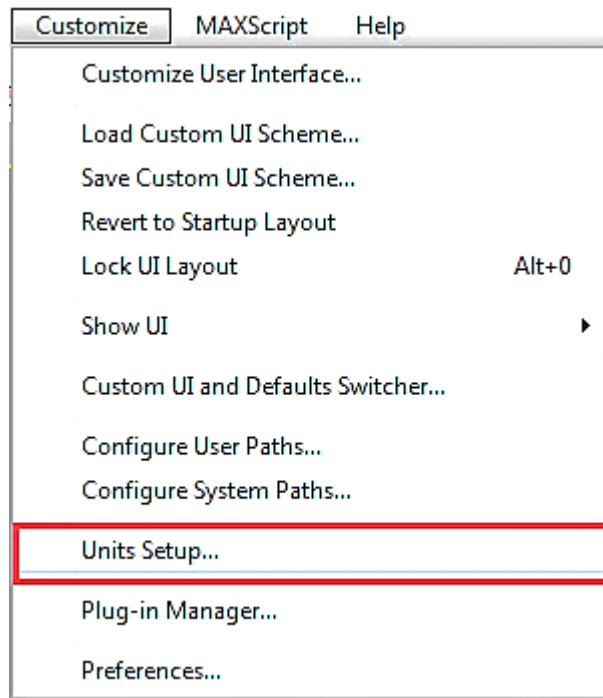 Customize MAXScript Help
Customize User Interface...
Load Custom UI Scheme...
Save Custom UI Scheme...
Revert to Startup Layout
Lock UI Layout Alt+0
Show UI
Custom UI and Defaults Switcher...
Configure User Paths...
Configure System Paths...
Units Setup...
Plug-in Manager...
Preferences...